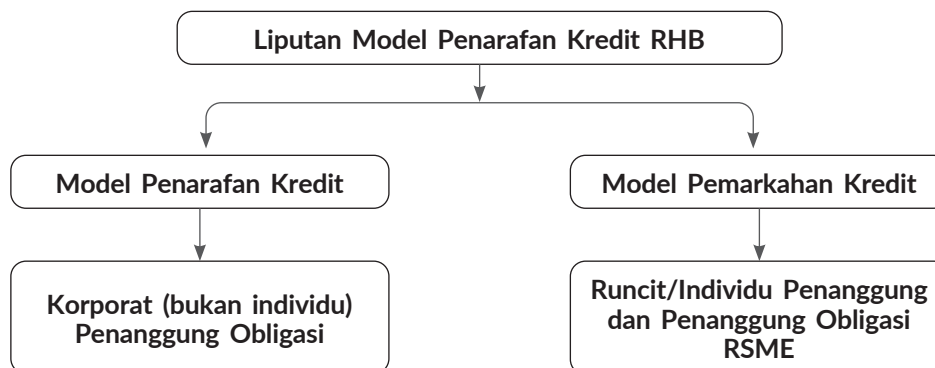 Liputan Model Penarafan Kredit RHB
Model Penarafan Kredit
Model Pemarkahan Kredit
Korporat (bukan individu)
Penanggung Obligasi
Runcit/Individu Penanggung
dan Penanggung Obligasi
RSME